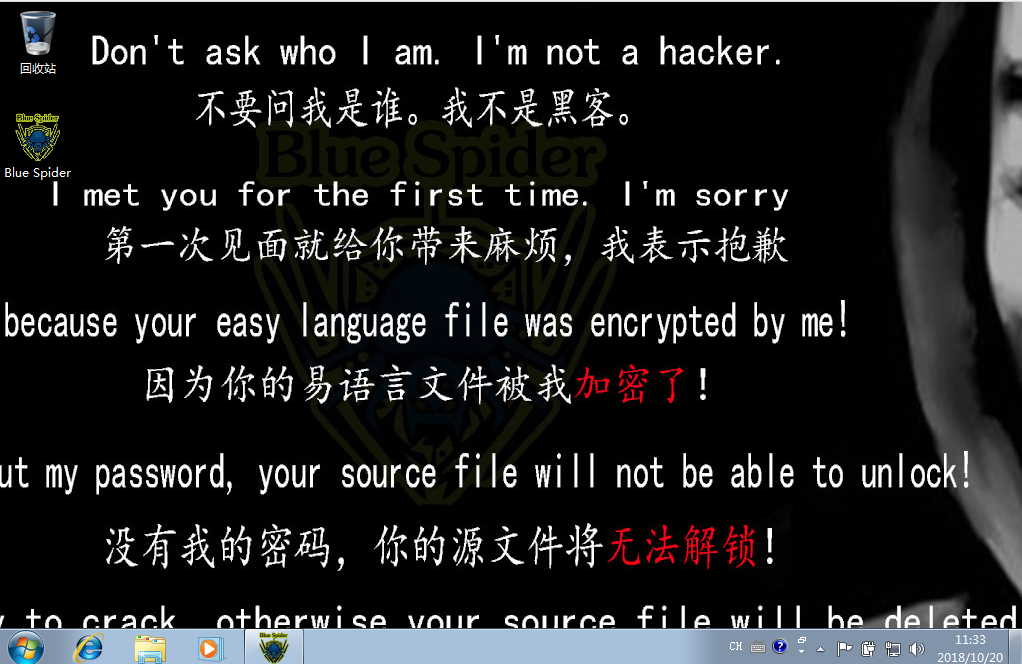 Don't ask who I am. I'm not a hacker.
回收站
不要问我是谁。我不是黑客。
Blue Spider
Blue Spider
Blue Spider
I met you for the first time. I'm sorry
第一次见面就给你带来麻烦，我表示抱歉
because your easy language file was encrypted by me!
因为你的易语言文件被我加密了！
ut my password, your source file will not be able to unlock!
没有我的密码，你的源文件将无法解锁！
to crack, otherwise your source file will be deleted
Blue Spider
CH
11:33
2018/10/20